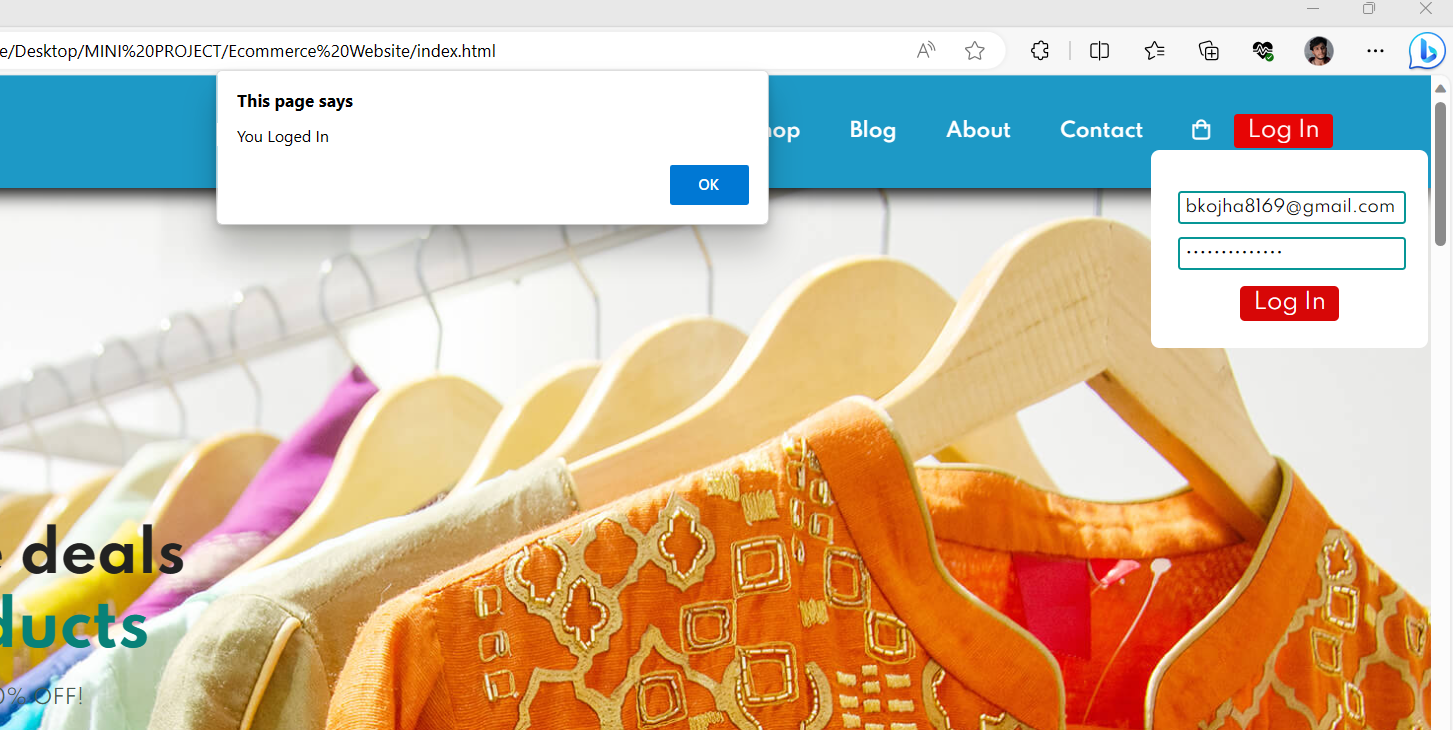 e/Desktop/MINI%20PROJECT/Ecommerce%20Website/index.html
This page says
You Loged In
OK
Blog
About
Contact
Log In
bkojha8169@gmail.com
Log In
deals
OFF!